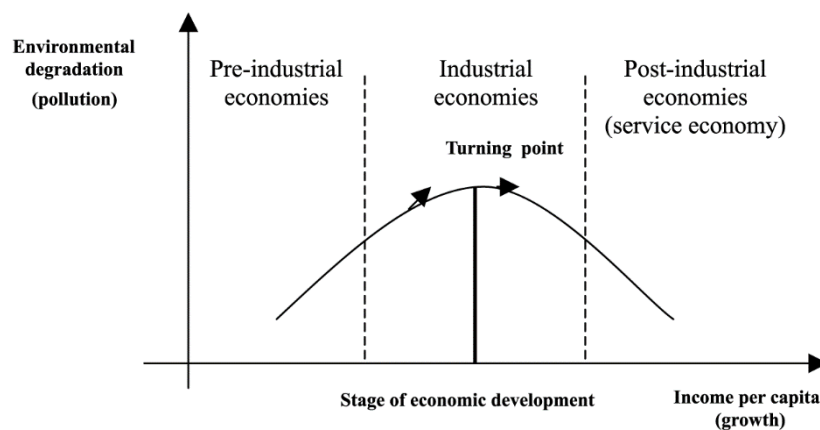 Environmental
degradation
(pollution)
Pre-industrial
economies
Industrial
economies
Post-industrial
economies
(service economy)
Turning point
Stage of economic development
Income per capita
(growth)